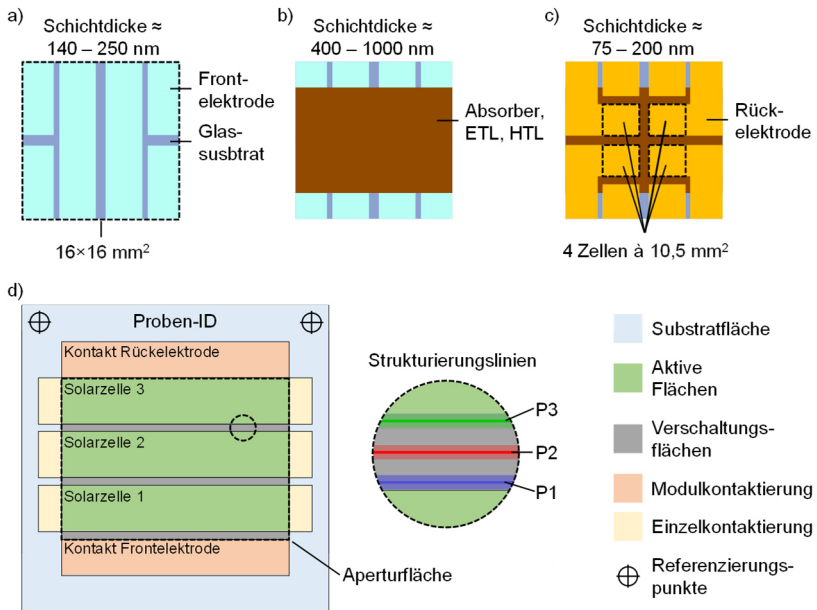 a)
Schichtdicke ≈
140 – 250 nm
Front-
elektrode
Glas-
susbtrat
16×16 mm²
b)
Schichtdicke ≈
400 – 1000 nm
Absorber,
ETL, HTL
c)
Schichtdicke ≈
75 – 200 nm
Rück-
elektrode
4 Zellen à 10,5 mm²
d)
Proben-ID
Kontakt Rückelektrode
Solarzelle 3
Solarzelle 2
Solarzelle 1
Kontakt Frontelektrode
Aperturfläche
Strukturierungslinien
P3
P2
P1
Substratfläche
Aktive
Flächen
Verschaltungs-
flächen
Modulkontaktierung
Einzelkontaktierung
Referenzierungs-
punkte